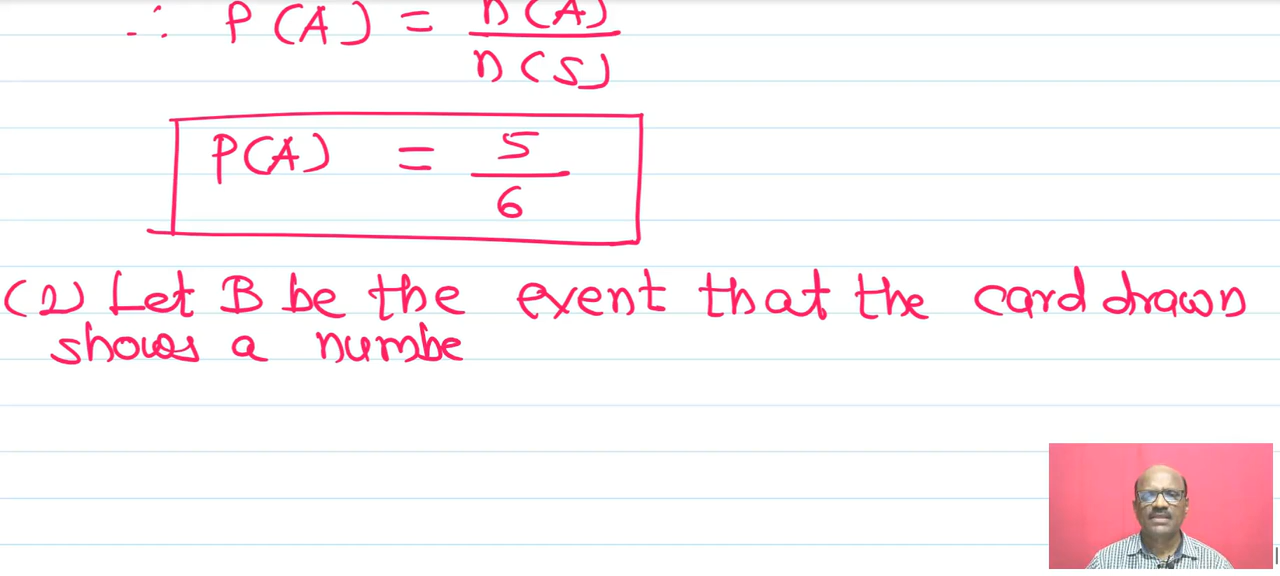 ∴ P(A) = n(A)
n(S)
P(A) = 5
6
(2) Let B be the event that the card drawn
shows a numbe